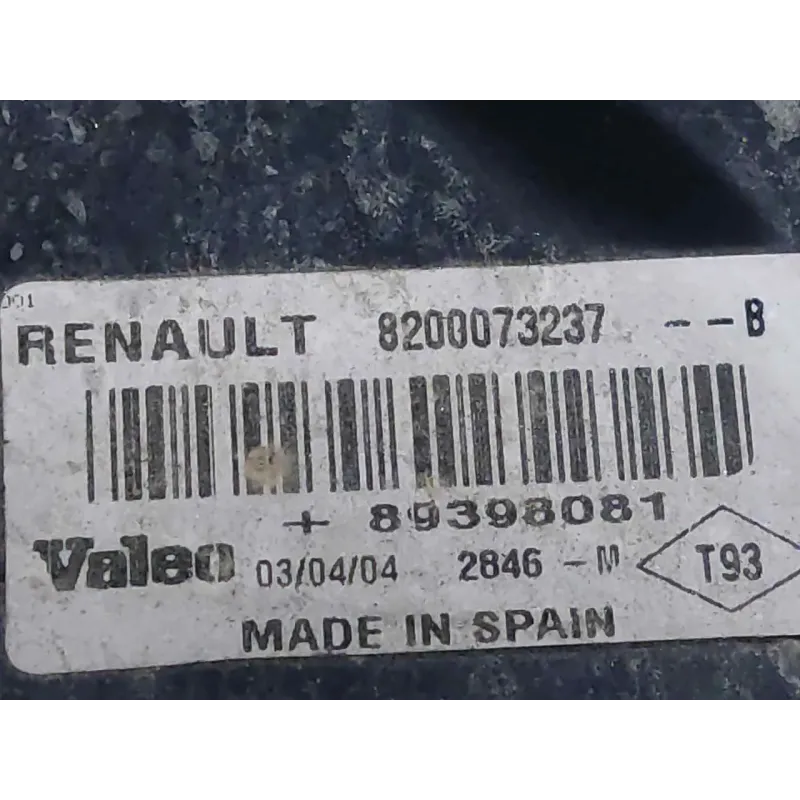 001
RENAULT 8200073237 --B
+ 89398081
Valeo 03/04/04 2846 -M T93
MADE IN SPAIN